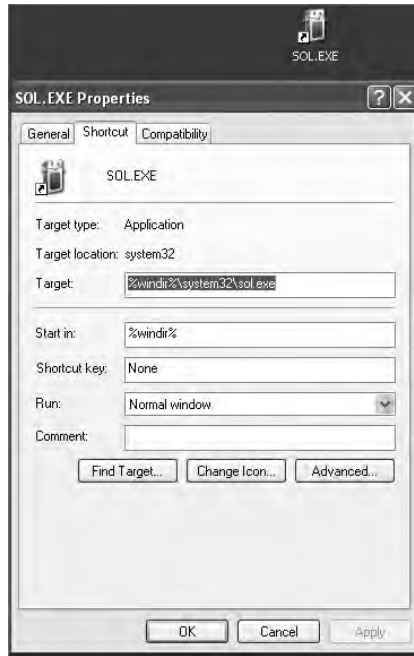 SOL.EXE
SOL.EXE Properties
General Shortcut Compatibility
SOL.EXE
Target type: Application
Target location: system32
Target: %windir%\system32\sol.exe
Start in: %windir%
Shortcut key: None
Run: Normal window
Comment:
Find Target... Change Icon... Advanced...
OK Cancel Apply